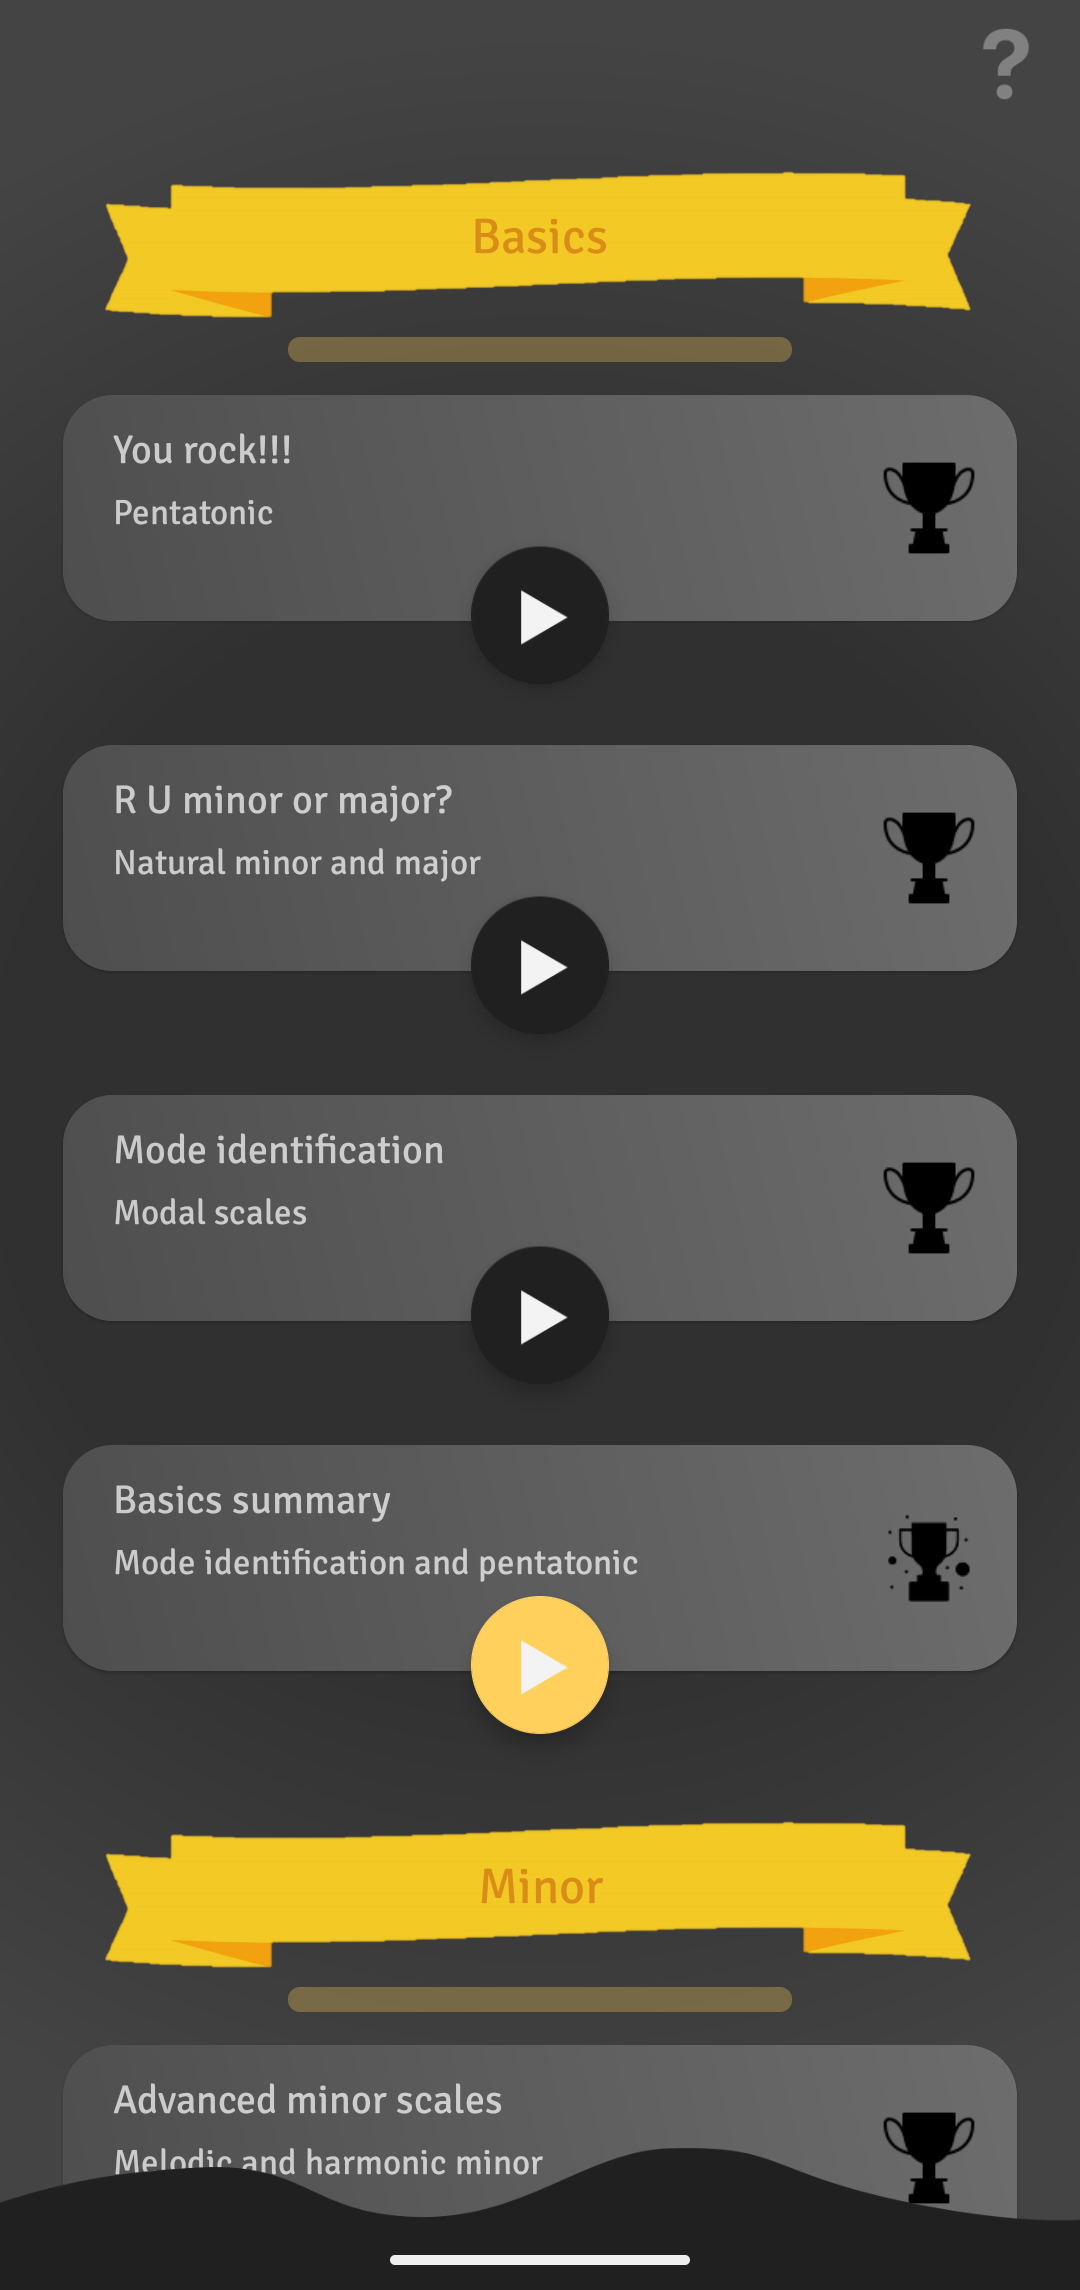 ?
Basics
You rock!!!
Pentatonic
R U minor or major?
Natural minor and major
Mode identification
Modal scales
Basics summary
Mode identification and pentatonic
Minor
Advanced minor scales
Melodic and harmonic minor